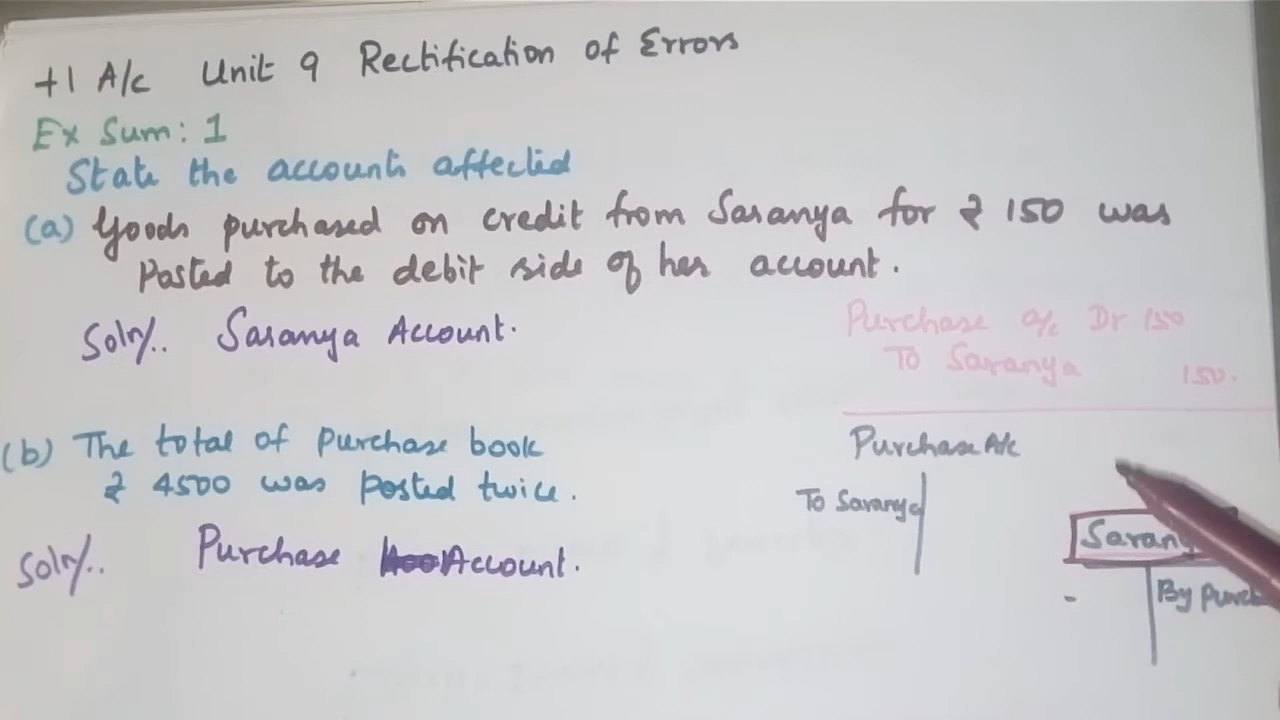 +1 A/c Unit 9 Rectification of Errors
Ex Sum: 1
State the accounts affected
(a) Goods purchased on credit from Saranya for ₹ 150 was
Posted to the debit side of her account.
Soln/.. Saranya Account.
Purchase a/c Dr 150
To Saranya 150.
(b) The total of purchase book
₹ 4500 was posted twice.
Soln/.. Purchase Account.
Purchase A/c
To Saranya
By